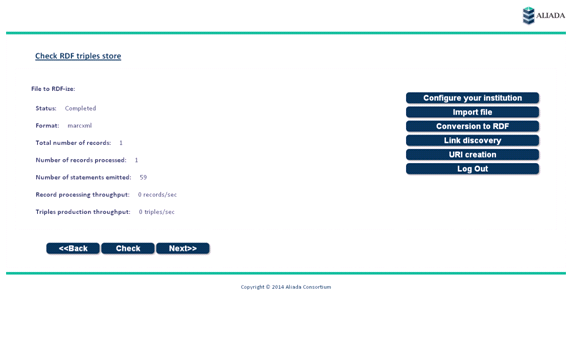 ALIADA
Check RDF triples store
File to RDF-ize:
Status: Completed
Format: marcxml
Total number of records: 1
Number of records processed: 1
Number of statements emitted: 59
Record processing throughput: 0 records/sec
Triples production throughput: 0 triples/sec
Configure your institution
Import file
Conversion to RDF
Link discovery
URI creation
Log Out
<<Back
Check
Next>>
Copyright © 2014 Aliada Consortium